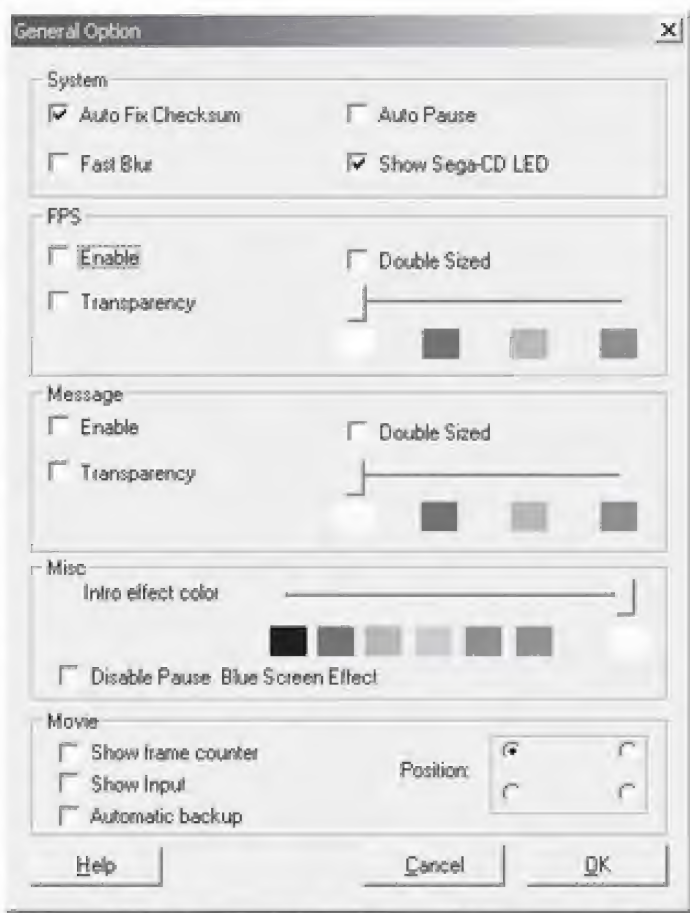 General Option
System
Auto Fix Checksum
Auto Pause
Fast Blur
Show Sega-CD LED
FPS
Enable
Double Sized
Transparency
Message
Enable
Double Sized
Transparency
Misc
Intro effect color
Disable Pause Blue Screen Effect
Movie
Show frame counter
Show Input
Position:
Automatic backup
Help
Cancel
OK